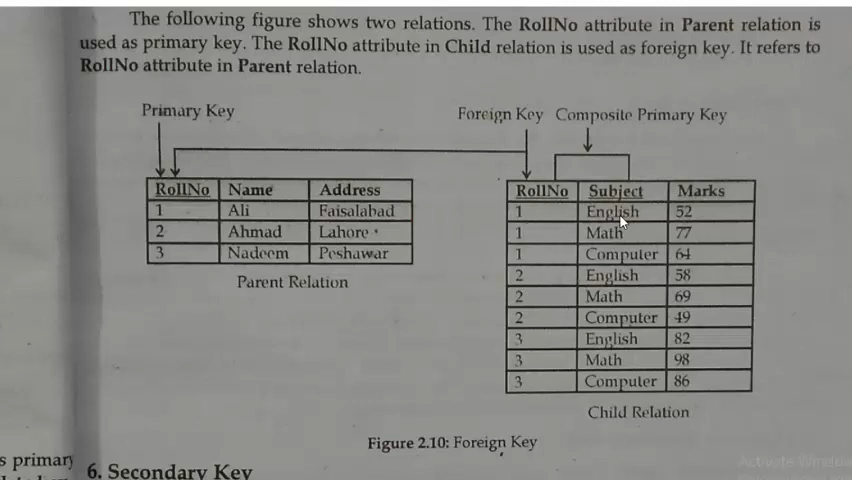 The following figure shows two relations. The RollNo attribute in Parent relation is
used as primary key. The RollNo attribute in Child relation is used as foreign key. It refers to
RollNo attribute in Parent relation.
Primary Key
Foreign Key Composite Primary Key
RollNo Name Address
1 Ali Faisalabad
2 Ahmad Lahore
3 Nadeem Peshawar
Parent Relation
RollNo Subject Marks
1 English 52
1 Math 77
1 Computer 64
2 English 58
2 Math 69
2 Computer 49
3 English 82
3 Math 98
3 Computer 86
Child Relation
Figure 2.10: Foreign Key
s primary
6. Secondary Key
Activate Windows